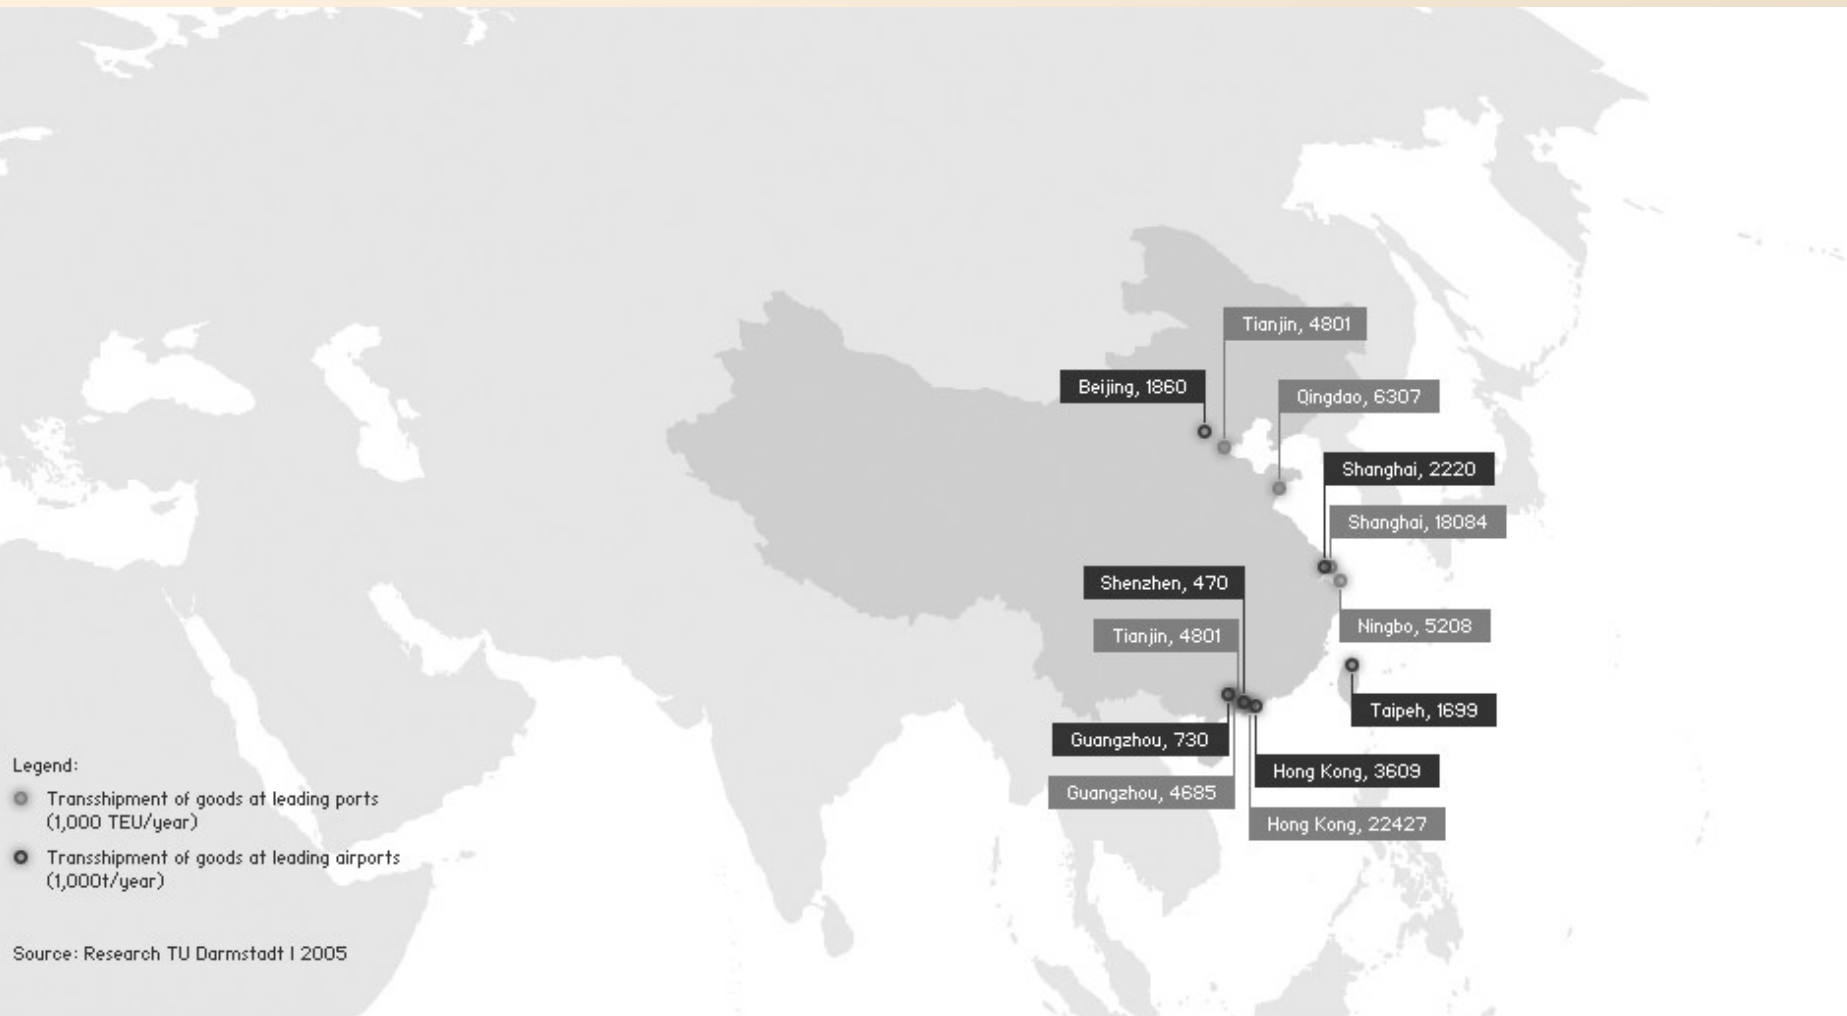 Tianjin, 4801
Beijing, 1860
Qingdao, 6307
Shanghai, 2220
Shanghai, 18084
Shenzhen, 470
Ningbo, 5208
Tianjin, 4801
Taipeh, 1699
Guangzhou, 730
Hong Kong, 3609
Guangzhou, 4685
Hong Kong, 22427
Legend:
Transshipment of goods at leading ports
(1,000 TEU/year)
Transshipment of goods at leading airports
(1,000t/year)
Source: Research TU Darmstadt | 2005